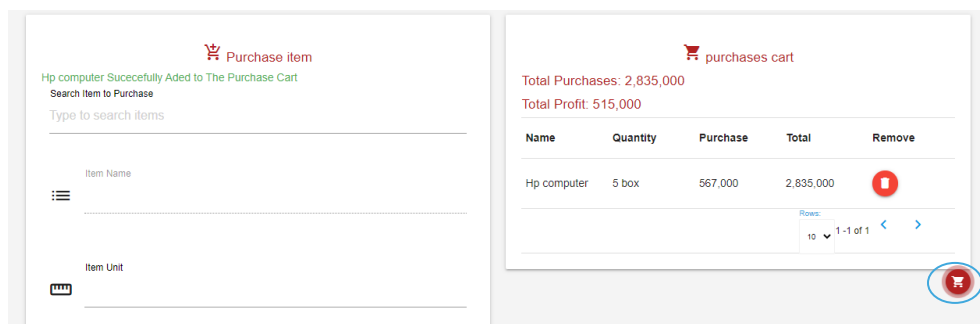 Purchase item
Hp computer Sucecefully Aded to The Purchase Cart
Search Item to Purchase
Type to search items
Item Name
Item Unit
purchases cart
Total Purchases: 2,835,000
Total Profit: 515,000
Name Quantity Purchase Total Remove
Hp computer 5 box 567,000 2,835,000
Rows:
10 1 -1 of 1